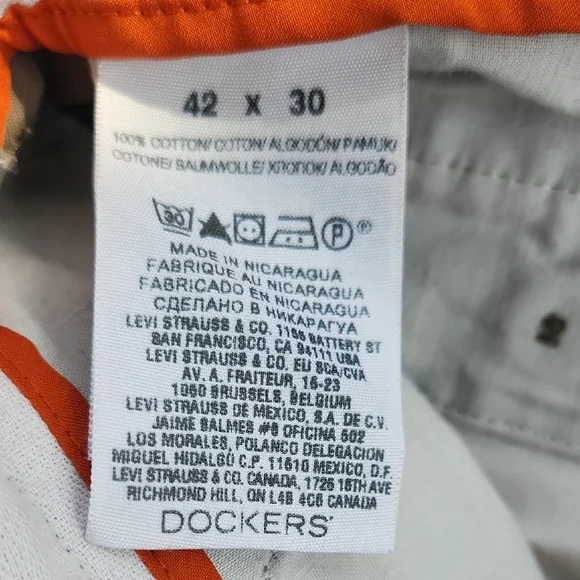 42 x 30
100% COTTON/ COTON/ ALGODÓN/ PAMUK/
COTONE/ BAUMWOLLE/ ХЛОПОК/ ALGODÃO
30 P ®
MADE IN NICARAGUA
FABRIQUE AU NICARAGUA
FABRICADO EN NICARAGUA
СДЕЛАНО В НИКАРАГУА
LEVI STRAUSS & CO. 1155 BATTERY ST
SAN FRANCISCO, CA 94111 USA
LEVI STRAUSS & CO. EU SCA/CVA
AV. A. FRAITEUR, 15-23
1050 BRUSSELS, BELGIUM
LEVI STRAUSS DE MEXICO, S.A. DE C.V.
JAIME BALMES #8 OFICINA 502
LOS MORALES, POLANCO DELEGACION
MIGUEL HIDALGO C.P. 11510 MEXICO, D.F.
LEVI STRAUSS & CO. CANADA, 1725 16TH AVE
RICHMOND HILL, ON L4B 4C6 CANADA
DOCKERS®